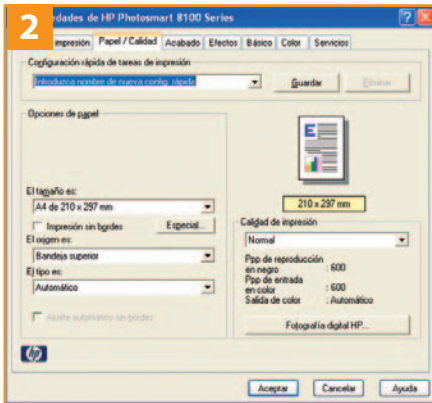 2
edades de HP Photosmart 8100 Series
impresión Papel / Calidad Acabado Efectos Básico Color Servicios
Configuración rápida de tareas de impresión
Introduzca nombre de nueva config. rápida Guardar Eliminar
Opciones de papel
E
210 x 297 mm
El tamaño es:
A4 de 210 x 297 mm
Impresión sin bordes Especial...
El origen es:
Bandeja superior
El tipo es:
Automático
Ajuste automático sin bordes
Calidad de impresión
Normal
Ppp de reproducción
en negro : 600
Ppp de entrada
en color : 600
Salida de color : Automático
Fotografía digital HP...
hp
Aceptar Cancelar Ayuda